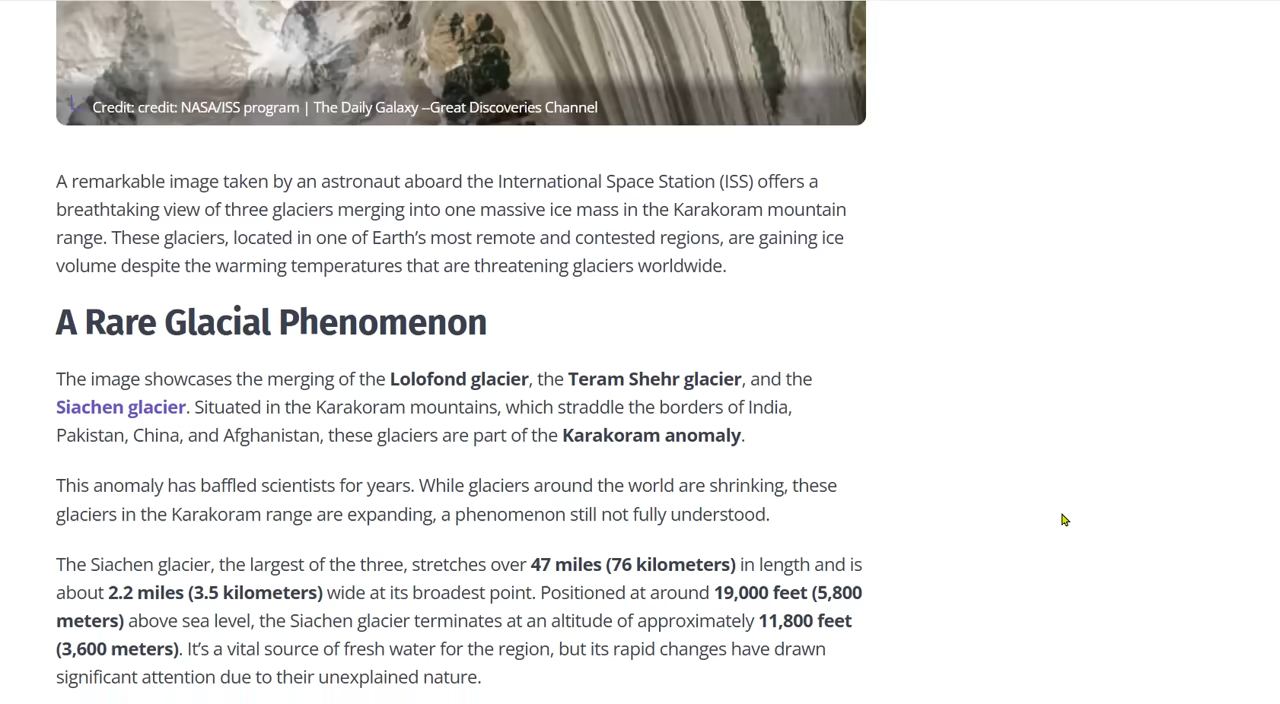 Credit: credit: NASA/ISS program | The Daily Galaxy --Great Discoveries Channel
A remarkable image taken by an astronaut aboard the International Space Station (ISS) offers a
breathtaking view of three glaciers merging into one massive ice mass in the Karakoram mountain
range. These glaciers, located in one of Earth’s most remote and contested regions, are gaining ice
volume despite the warming temperatures that are threatening glaciers worldwide.
A Rare Glacial Phenomenon
The image showcases the merging of the Lolofond glacier, the Teram Shehr glacier, and the
Siachen glacier. Situated in the Karakoram mountains, which straddle the borders of India,
Pakistan, China, and Afghanistan, these glaciers are part of the Karakoram anomaly.
This anomaly has baffled scientists for years. While glaciers around the world are shrinking, these
glaciers in the Karakoram range are expanding, a phenomenon still not fully understood.
The Siachen glacier, the largest of the three, stretches over 47 miles (76 kilometers) in length and is
about 2.2 miles (3.5 kilometers) wide at its broadest point. Positioned at around 19,000 feet (5,800
meters) above sea level, the Siachen glacier terminates at an altitude of approximately 11,800 feet
(3,600 meters). It’s a vital source of fresh water for the region, but its rapid changes have drawn
significant attention due to their unexplained nature.